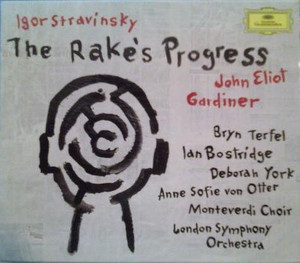 Igor Stravinsky
The Rake's Progress
John Eliot
Gardiner
Bryn Terfel
Ian Bostridge
Deborah York
Anne Sofie von Otter
Monteverdi Choir
London Symphony
Orchestra